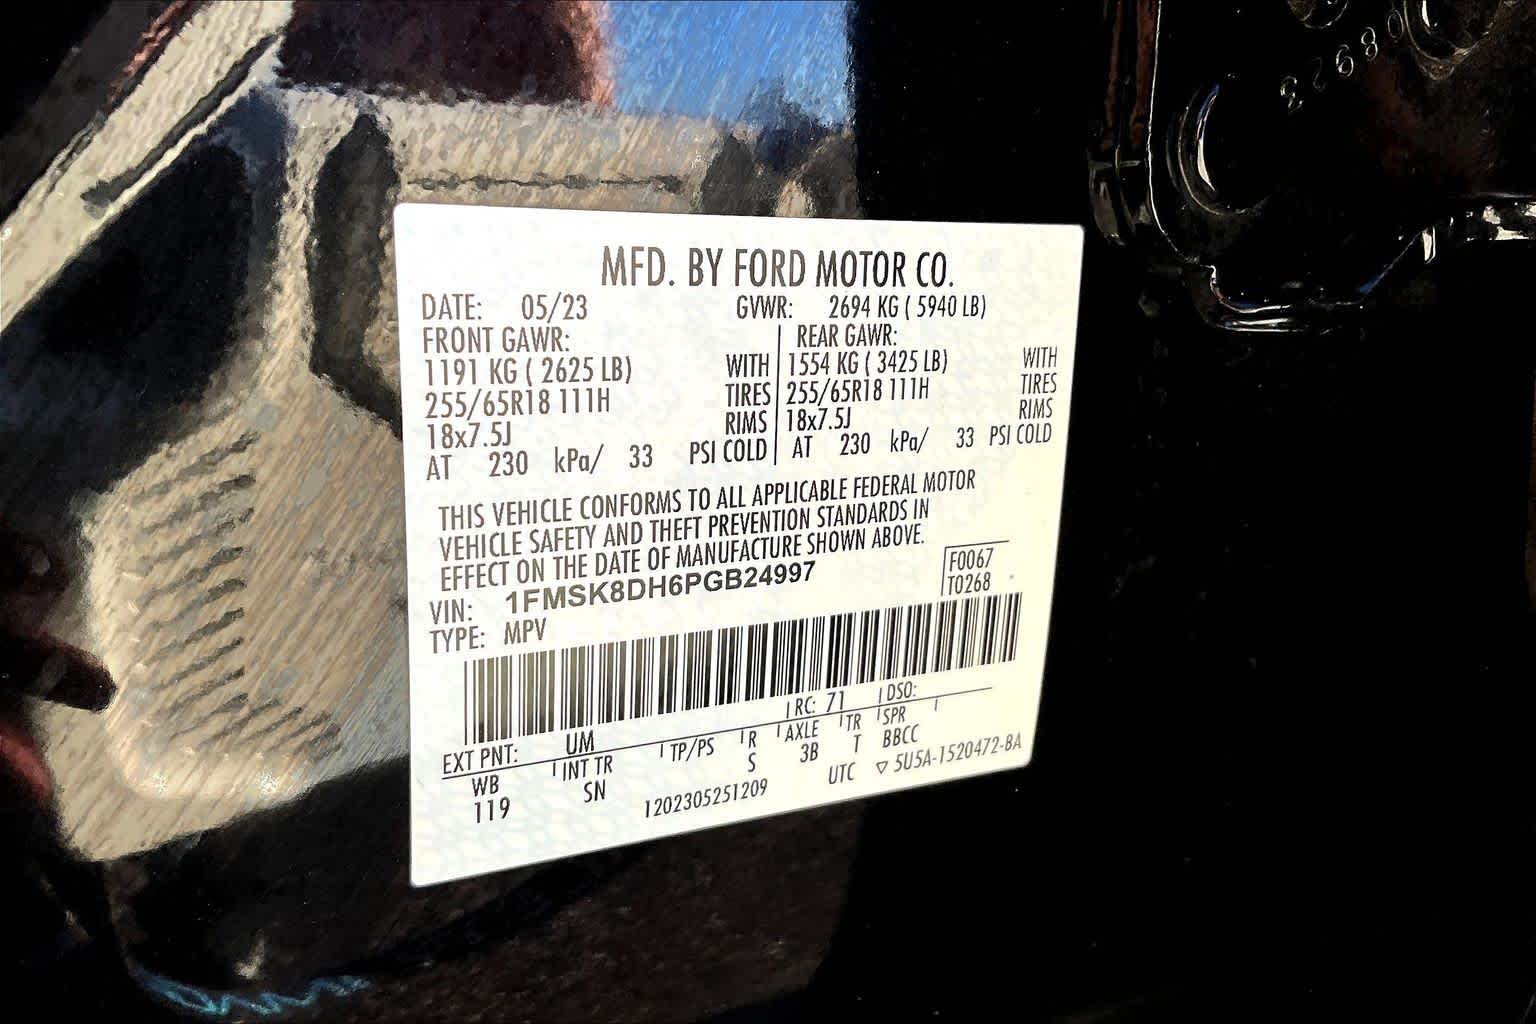 08928
MFD. BY FORD MOTOR CO.
DATE: 05/23 GVWR: 2694 KG ( 5940 LB)
FRONT GAWR: REAR GAWR:
1191 KG ( 2625 LB) WITH 1554 KG ( 3425 LB) WITH
255/65R18 111H TIRES 255/65R18 111H TIRES
18x7.5J RIMS 18x7.5J RIMS
AT 230 kPa/ 33 PSI COLD AT 230 kPa/ 33 PSI COLD
THIS VEHICLE CONFORMS TO ALL APPLICABLE FEDERAL MOTOR
VEHICLE SAFETY AND THEFT PREVENTION STANDARDS IN
EFFECT ON THE DATE OF MANUFACTURE SHOWN ABOVE.
VIN: 1FMSK8DH6PGB24997 F0067
TYPE: MPV T0268
EXT PNT: UM RC: 71 DSO:
WB INT TR TP/PS R AXLE TR SPR
119 SN S 3B T BBCC
1202305251209 UTC ▽ 5U5A-1520472-BA